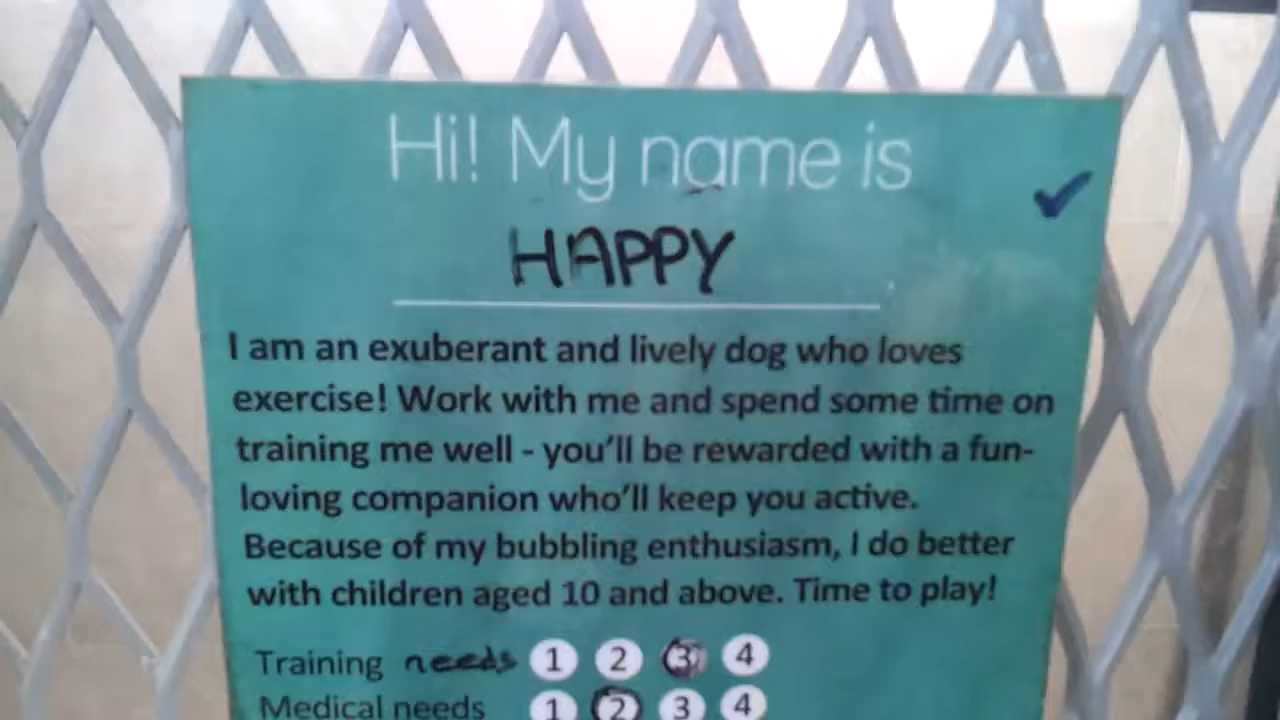 Hi! My name is
HAPPY
I am an exuberant and lively dog who loves
exercise! Work with me and spend some time on
training me well - you'll be rewarded with a fun-
loving companion who'll keep you active.
Because of my bubbling enthusiasm, I do better
with children aged 10 and above. Time to play!
Training needs 1 2 3 4
Medical needs 1 2 3 4